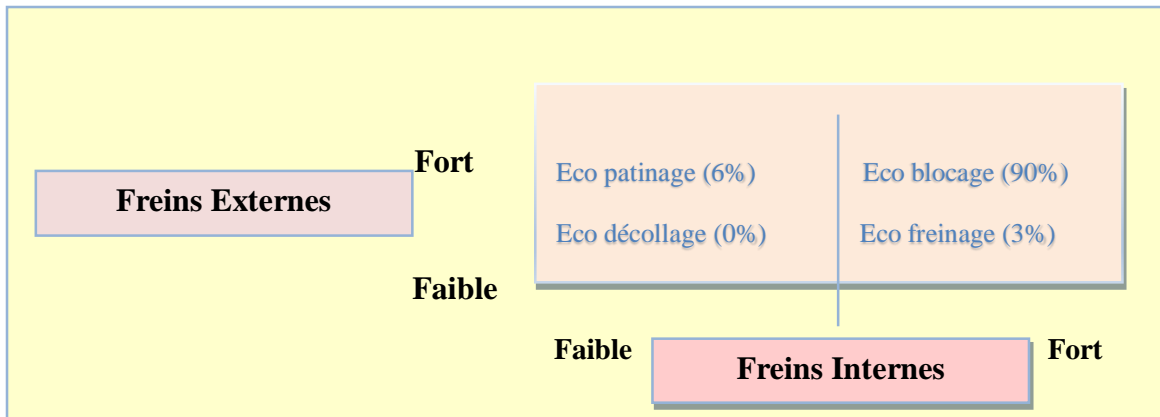 Fort
Freins Externes
Eco patinage (6%) Eco blocage (90%)
Eco décollage (0%) Eco freinage (3%)
Faible
Faible Freins Internes Fort